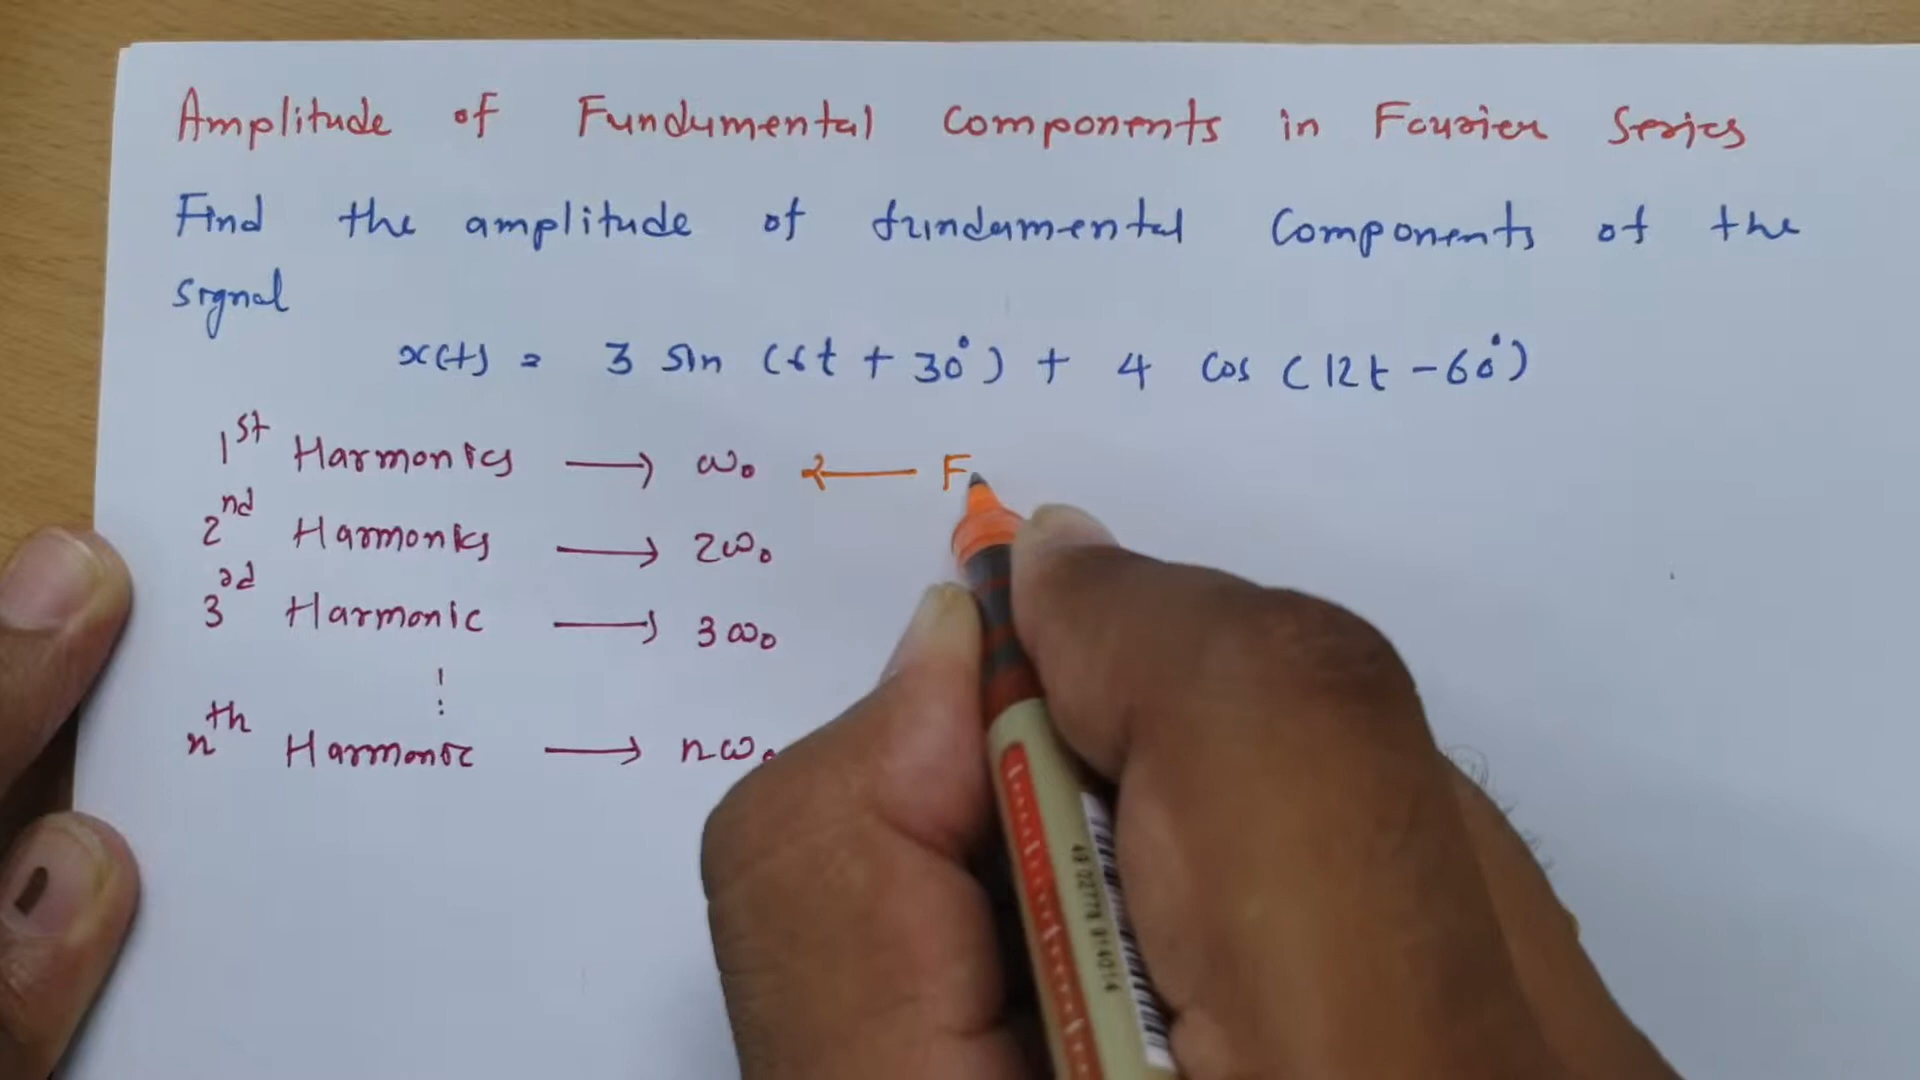 Amplitude of Fundumental Components in Fourier Series
Find the amplitude of fundamental Components of the
Signal
x(t) = 3 sin (6t + 30°) + 4 cos (12t - 60°)
1st Harmonics → ω₀ ← F
2nd Harmonics → 2ω₀
3rd Harmonic → 3ω₀
⋮
nth Harmonic → nω₀